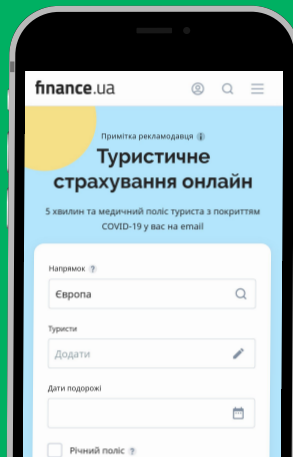 finance.ua
Примітка рекламодавця
Туристичне
страхування онлайн
5 хвилин та медичний поліс туриста з покриттям
COVID-19 у вас на email
Напрямок ?
Європа
Туристи
Додати
Дати подорожі
Річний поліс ?